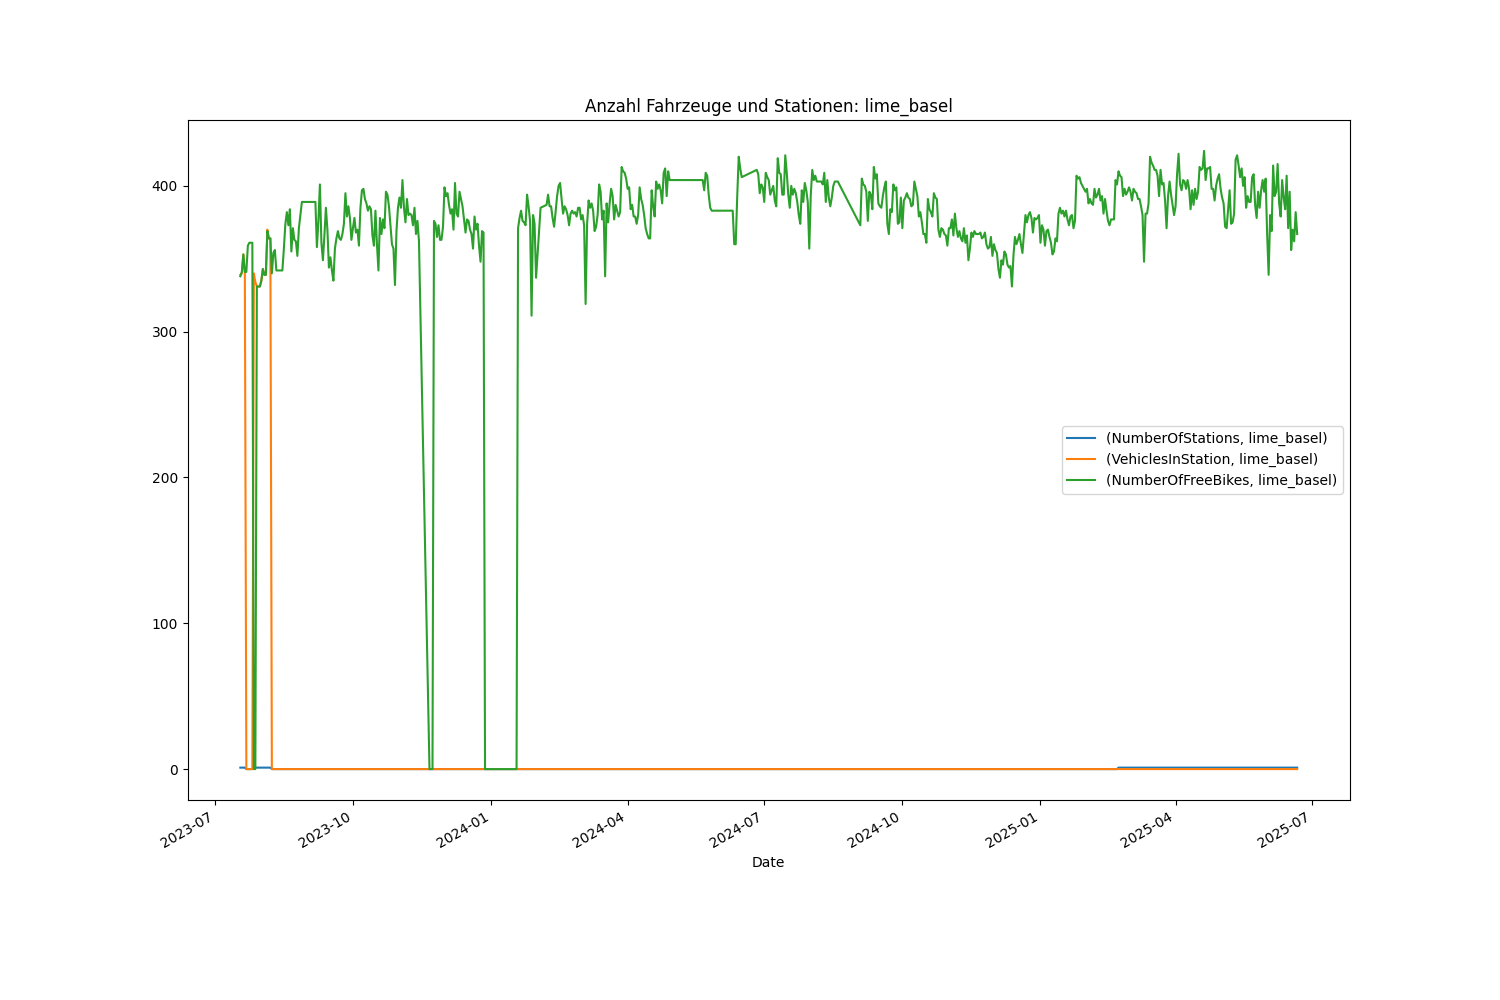 Anzahl Fahrzeuge und Stationen: lime_basel
400
300
200
100
0
(NumberOfStations, lime_basel)
(VehiclesInStation, lime_basel)
(NumberOfFreeBikes, lime_basel)
2023-07
2023-10
2024-01
2024-04
2024-07
2024-10
2025-01
2025-04
2025-07
Date